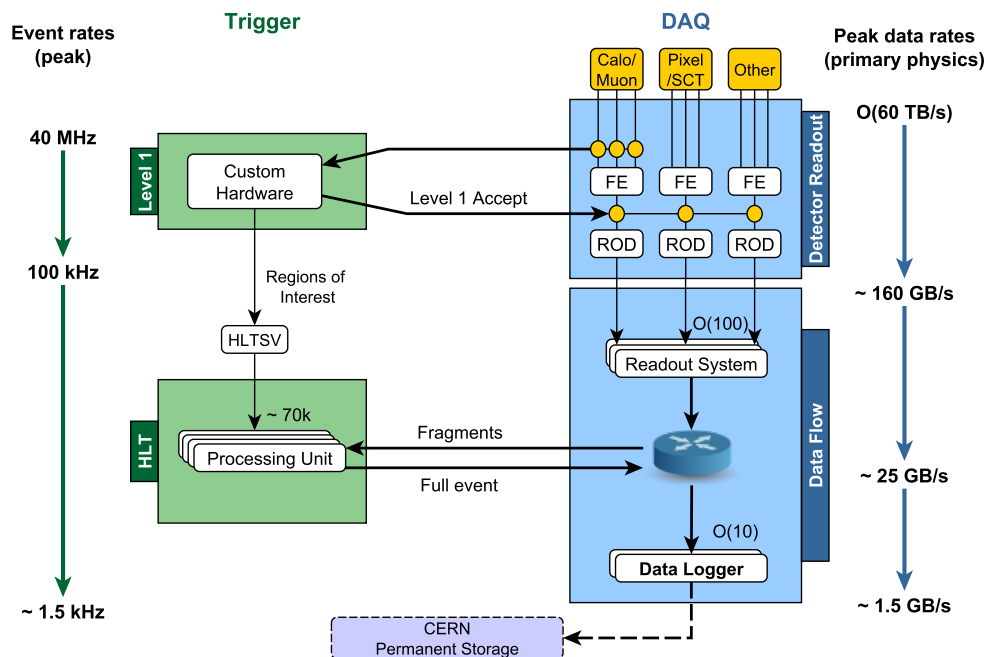 Event rates
(peak)
Trigger
DAQ
Peak data rates
(primary physics)
Calo/
Muon
Pixel
/SCT
Other
40 MHz
O(60 TB/s)
Level 1
Custom
Hardware
FE
FE
FE
Level 1 Accept
ROD
ROD
ROD
Detector Readout
100 kHz
Regions of
Interest
~ 160 GB/s
HLTSV
O(100)
Readout System
~ 70k
HLT
Processing Unit
Fragments
Full event
Data Flow
~ 25 GB/s
O(10)
Data Logger
~ 1.5 kHz
~ 1.5 GB/s
CERN
Permanent Storage